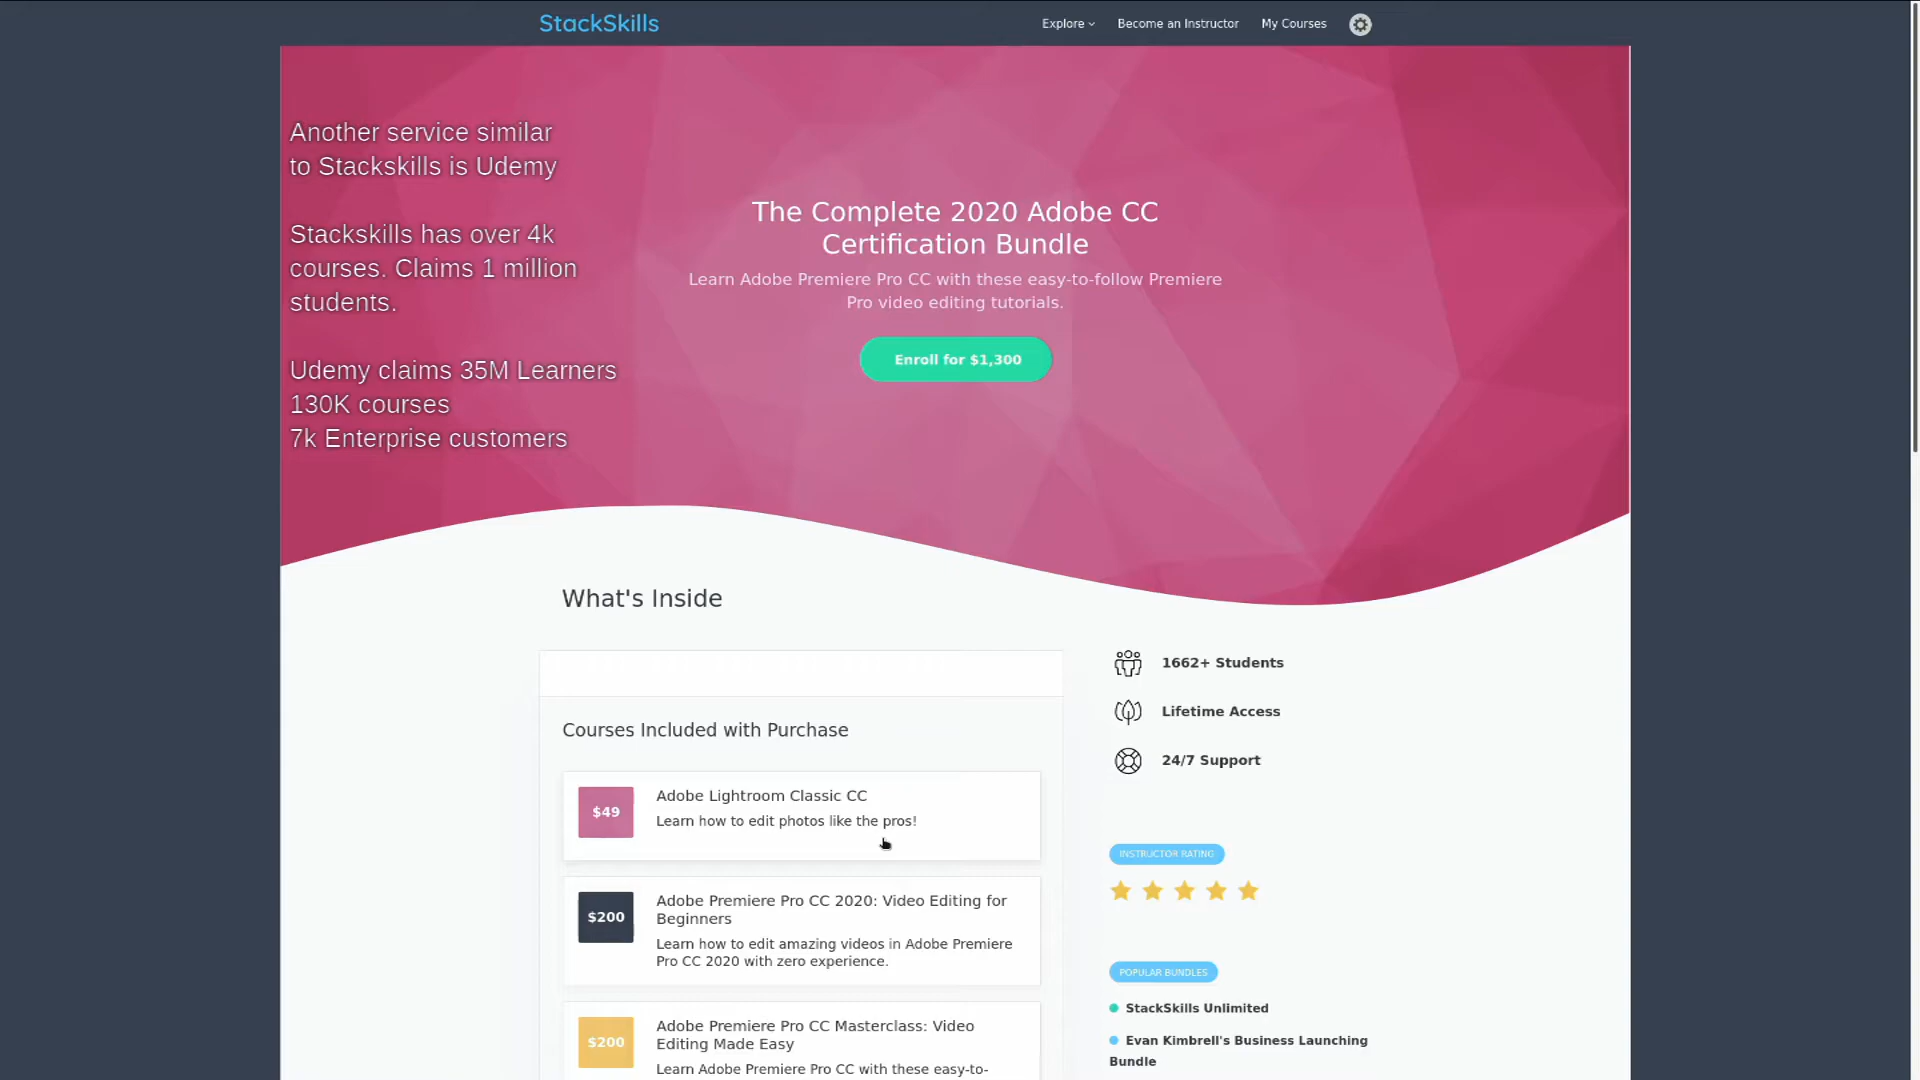 StackSkills
Explore
Become an Instructor
My Courses
Another service similar
to Stackskills is Udemy
Stackskills has over 4k
courses. Claims 1 million
students.
Udemy claims 35M Learners
130K courses
7k Enterprise customers
The Complete 2020 Adobe CC
Certification Bundle
Learn Adobe Premiere Pro CC with these easy-to-follow Premiere
Pro video editing tutorials.
Enroll for $1,300
What's Inside
Courses Included with Purchase
$49
Adobe Lightroom Classic CC
Learn how to edit photos like the pros!
$200
Adobe Premiere Pro CC 2020: Video Editing for
Beginners
Learn how to edit amazing videos in Adobe Premiere
Pro CC 2020 with zero experience.
$200
Adobe Premiere Pro CC Masterclass: Video
Editing Made Easy
Learn Adobe Premiere Pro CC with these easy-to-
1662+ Students
Lifetime Access
24/7 Support
INSTRUCTOR RATING
POPULAR BUNDLES
StackSkills Unlimited
Evan Kimbrell's Business Launching
Bundle